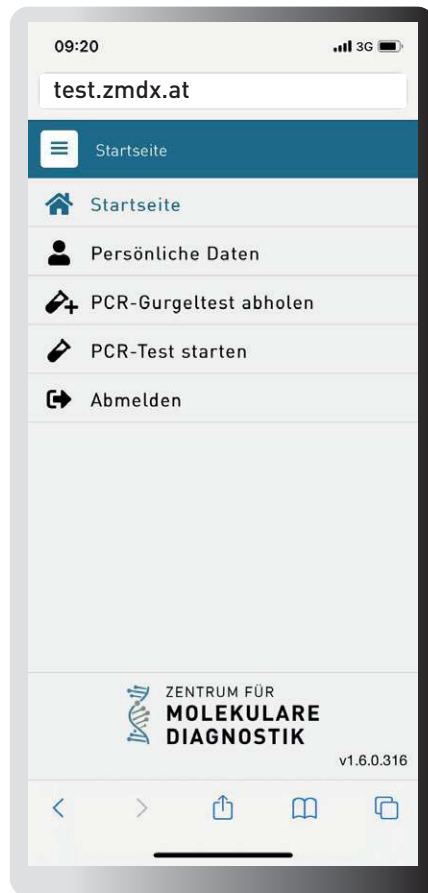 09:20
3G
test.zmdx.at
Startseite
Startseite
Persönliche Daten
PCR-Gurgeltest abholen
PCR-Test starten
Abmelden
ZENTRUM FÜR
MOLEKULARE
DIAGNOSTIK
v1.6.0.316